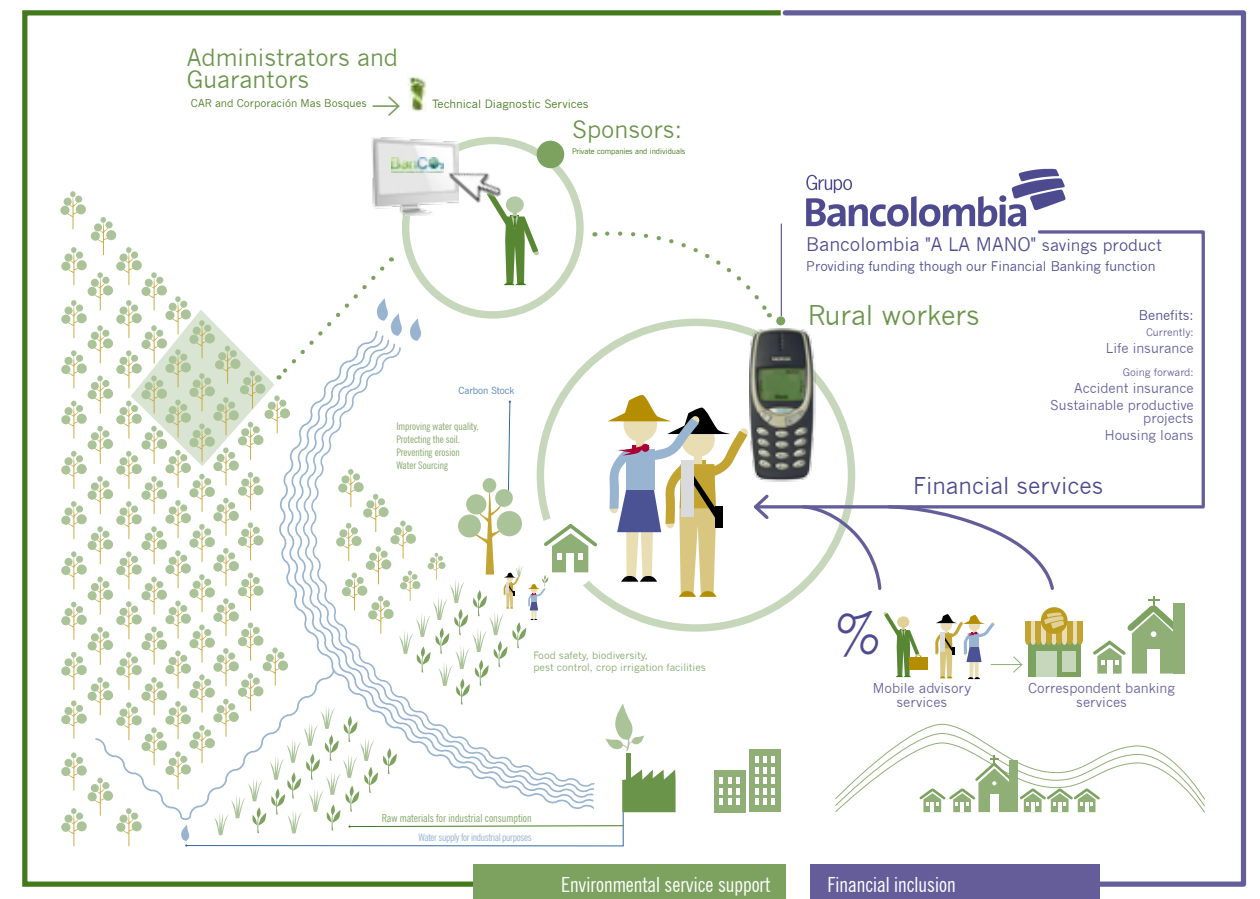 Administrators and
Guarantors
CAR and Corporación Mas Bosques
Technical Diagnostic Services
Sponsors:
Private companies and individuals
BanCO₂
Grupo
Bancolombia
Bancolombia "A LA MANO" savings product
Providing funding though our Financial Banking function
Rural workers
Benefits:
Currently:
Life insurance
Going forward:
Accident insurance
Sustainable productive
projects
Housing loans
Carbon Stock
Improving water quality,
Protecting the soil.
Preventing erosion
Water Sourcing
Financial services
%
Food safety, biodiversity,
pest control, crop irrigation facilities
Mobile advisory
services
Correspondent banking
services
Raw materials for industrial consumption
Water supply for industrial purposes
Environmental service support
Financial inclusion